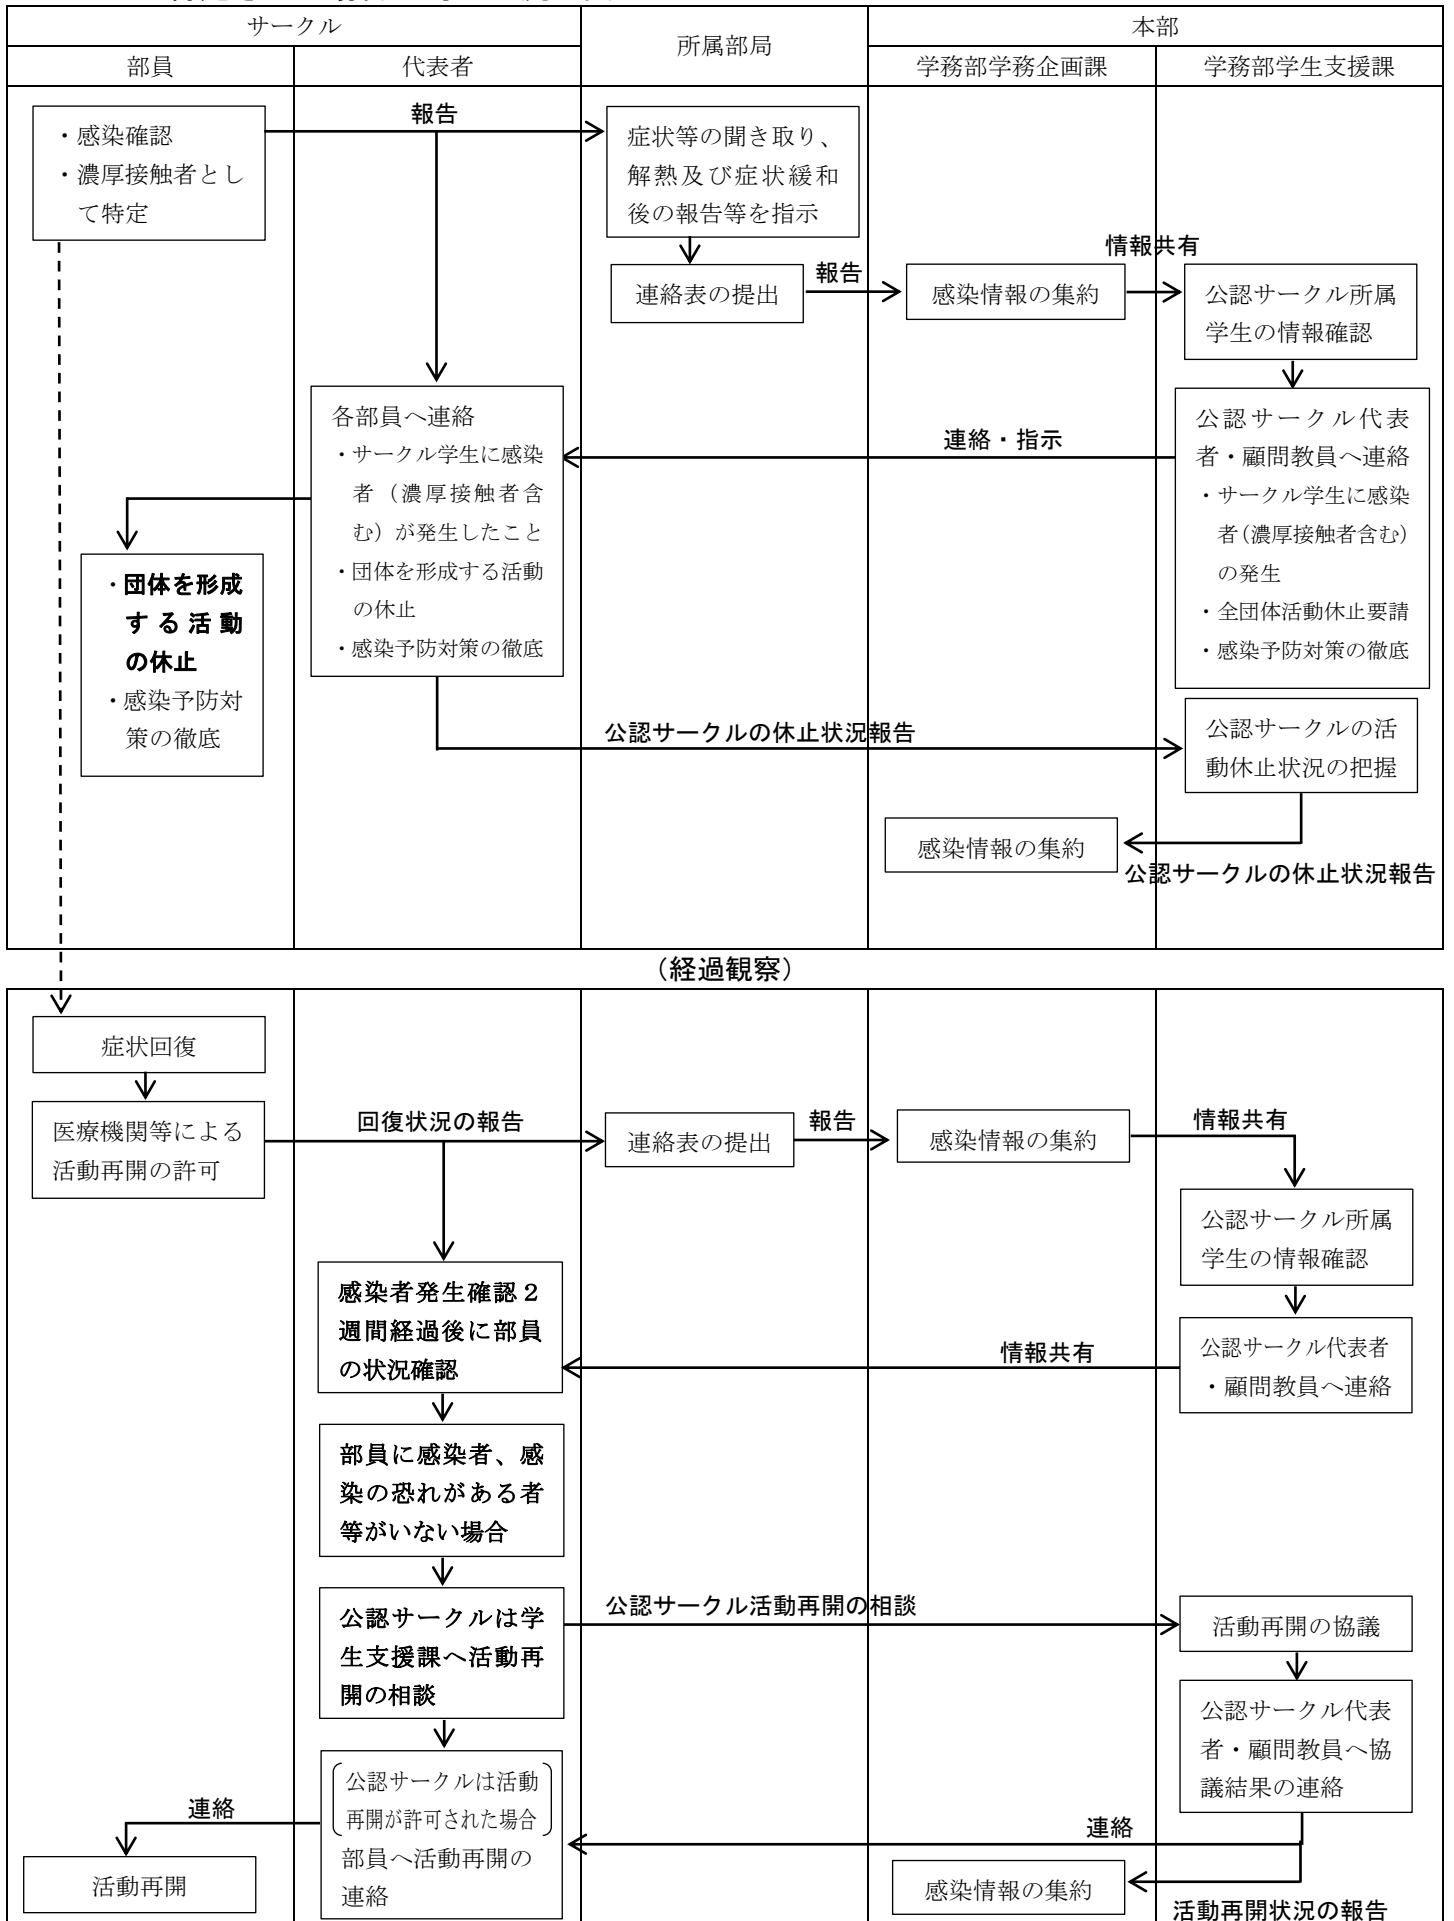 サークル
所属部局
本部
部員
代表者
学務部学務企画課
学務部学生支援課
・感染確認
・濃厚接触者とし
て特定
報告
症状等の聞き取り、
解熱及び症状緩和
後の報告等を指示
連絡表の提出
報告
感染情報の集約
情報共有
公認サークル所属
学生の情報確認
公認サークル代表
者・顧問教員へ連絡
・サークル学生に感染
者（濃厚接触者含む）
の発生
・全団体活動休止要請
・感染予防対策の徹底
連絡・指示
各部員へ連絡
・サークル学生に感染
者（濃厚接触者含
む）が発生したこと
・団体を形成する活動
の休止
・感染予防対策の徹底
・団体を形成
する活動
の休止
・感染予防対
策の徹底
公認サークルの休止状況報告
公認サークルの活
動休止状況の把握
感染情報の集約
公認サークルの休止状況報告
（経過観察）
症状回復
医療機関等による
活動再開の許可
回復状況の報告
連絡表の提出
報告
感染情報の集約
情報共有
公認サークル所属
学生の情報確認
公認サークル代表者
・顧問教員へ連絡
情報共有
感染者発生確認２
週間経過後に部員
の状況確認
部員に感染者、感
染の恐れがある者
等がいない場合
公認サークルは学
生支援課へ活動再
開の相談
公認サークル活動再開の相談
活動再開の協議
公認サークル代表
者・顧問教員へ協
議結果の連絡
連絡
公認サークルは活動
再開が許可された場合
部員へ活動再開の
連絡
連絡
活動再開
感染情報の集約
活動再開状況の報告